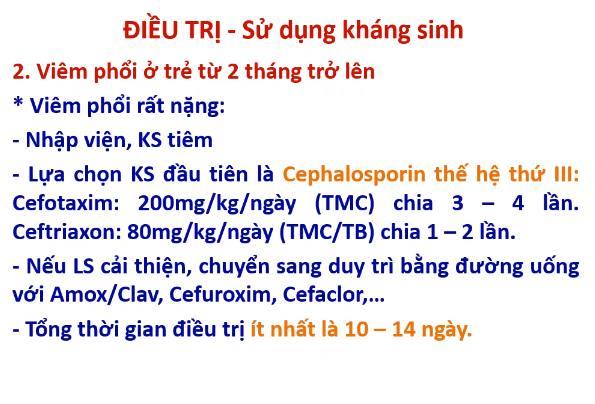 ĐIỀU TRỊ - Sử dụng kháng sinh
2. Viêm phổi ở trẻ từ 2 tháng trở lên
* Viêm phổi rất nặng:
- Nhập viện, KS tiêm
- Lựa chọn KS đầu tiên là Cephalosporin thế hệ thứ III:
Cefotaxim: 200mg/kg/ngày (TMC) chia 3 – 4 lần.
Ceftriaxon: 80mg/kg/ngày (TMC/TB) chia 1 – 2 lần.
- Nếu LS cải thiện, chuyển sang duy trì bằng đường uống
với Amox/Clav, Cefuroxim, Cefaclor,...
- Tổng thời gian điều trị ít nhất là 10 – 14 ngày.